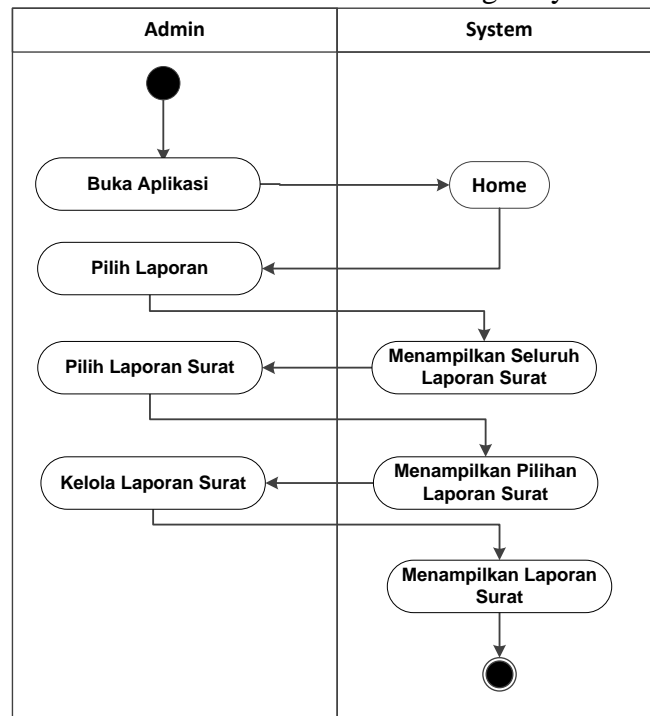 Admin
System
Buka Aplikasi
Home
Pilih Laporan
Menampilkan Seluruh
Laporan Surat
Pilih Laporan Surat
Menampilkan Pilihan
Laporan Surat
Kelola Laporan Surat
Menampilkan Laporan
Surat